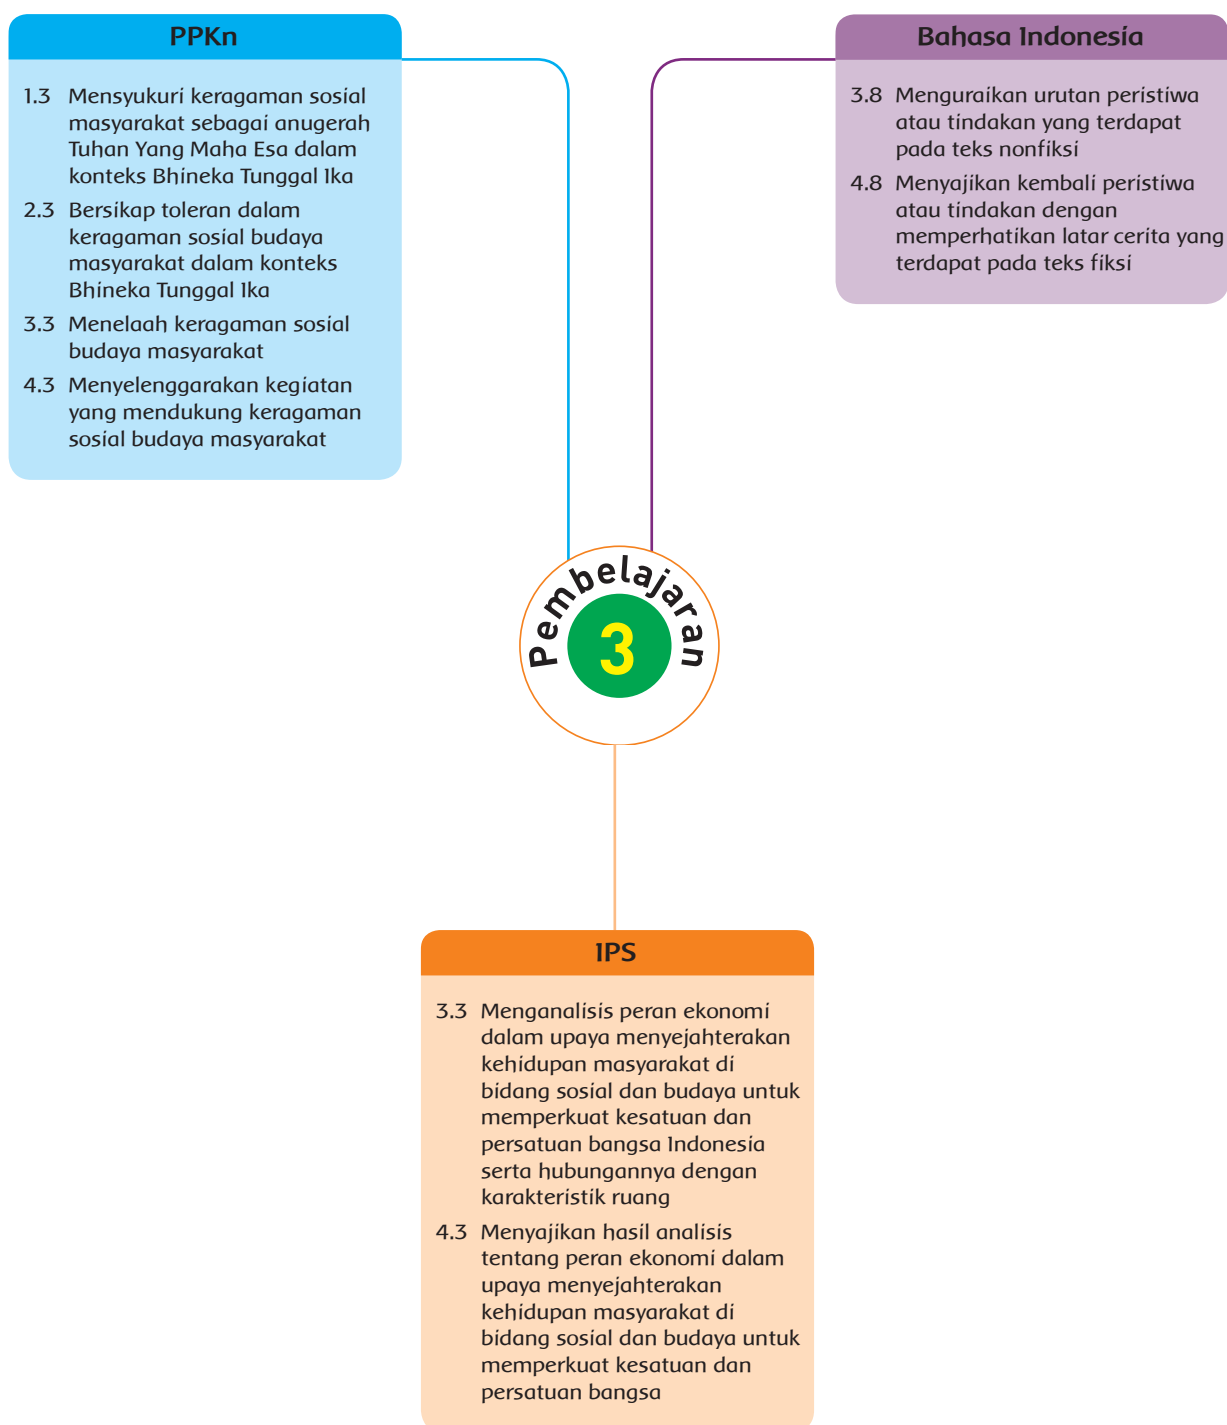 PPKn
1.3 Mensyukuri keragaman sosial
masyarakat sebagai anugerah
Tuhan Yang Maha Esa dalam
konteks Bhineka Tunggal Ika
2.3 Bersikap toleran dalam
keragaman sosial budaya
masyarakat dalam konteks
Bhineka Tunggal Ika
3.3 Menelaah keragaman sosial
budaya masyarakat
4.3 Menyelenggarakan kegiatan
yang mendukung keragaman
sosial budaya masyarakat
Bahasa Indonesia
3.8 Menguraikan urutan peristiwa
atau tindakan yang terdapat
pada teks nonfiksi
4.8 Menyajikan kembali peristiwa
atau tindakan dengan
memperhatikan latar cerita yang
terdapat pada teks fiksi
Pembelajaran
3
IPS
3.3 Menganalisis peran ekonomi
dalam upaya menyejahterakan
kehidupan masyarakat di
bidang sosial dan budaya untuk
memperkuat kesatuan dan
persatuan bangsa Indonesia
serta hubungannya dengan
karakteristik ruang
4.3 Menyajikan hasil analisis
tentang peran ekonomi dalam
upaya menyejahterakan
kehidupan masyarakat di
bidang sosial dan budaya untuk
memperkuat kesatuan dan
persatuan bangsa